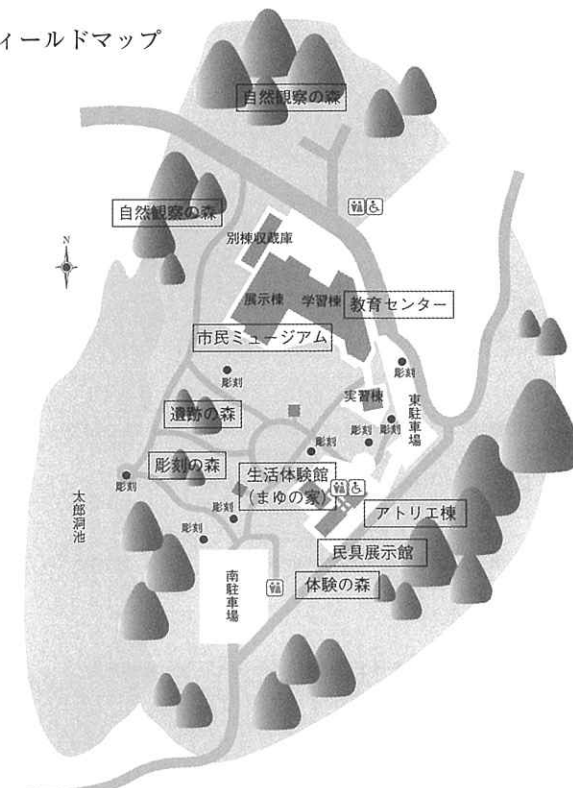 ィールドマップ
自然観察の森
自然観察の森
N
別棟収蔵庫
展示棟
学習棟
教育センター
市民ミュージアム
彫刻
彫刻
実習棟
東駐車場
遺跡の森
彫刻
彫刻
彫刻
彫刻の森
彫刻
生活体験館
(まゆの家)
太郎洞池
アトリエ棟
彫刻
彫刻
民具展示館
南駐車場
体験の森